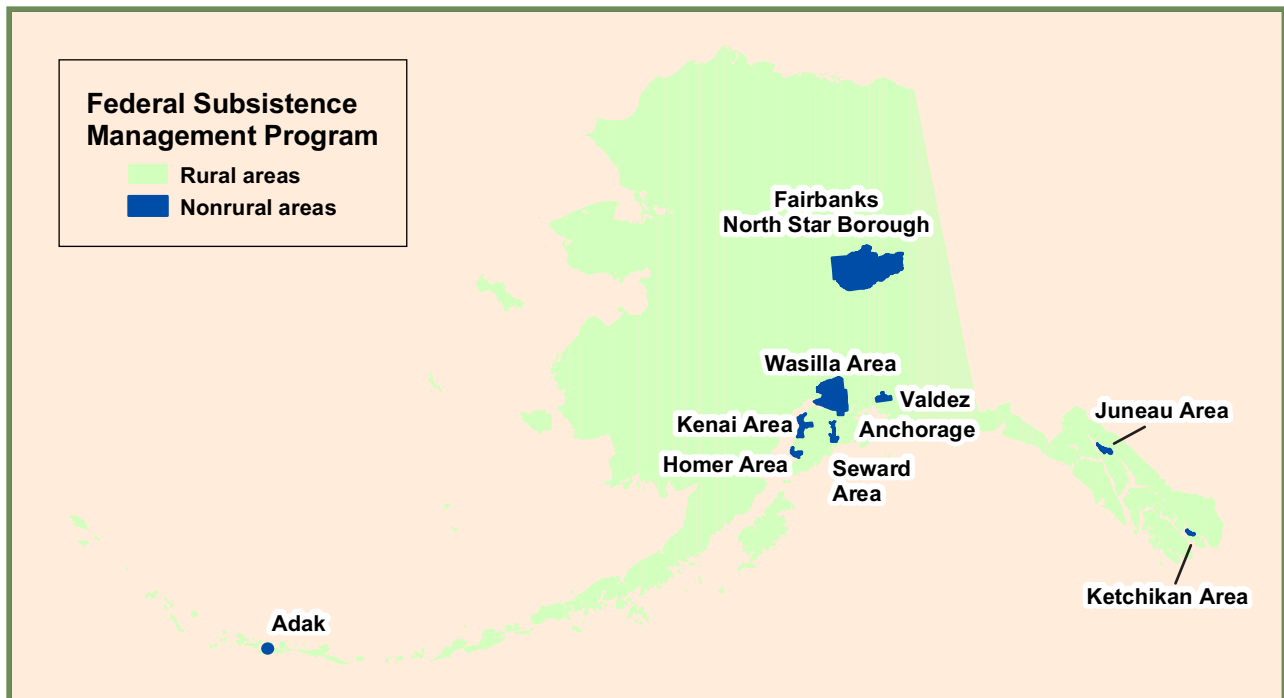 Federal Subsistence
Management Program
Rural areas
Nonrural areas
Fairbanks
North Star Borough
Wasilla Area
Valdez
Kenai Area
Anchorage
Homer Area
Seward
Area
Juneau Area
Ketchikan Area
Adak